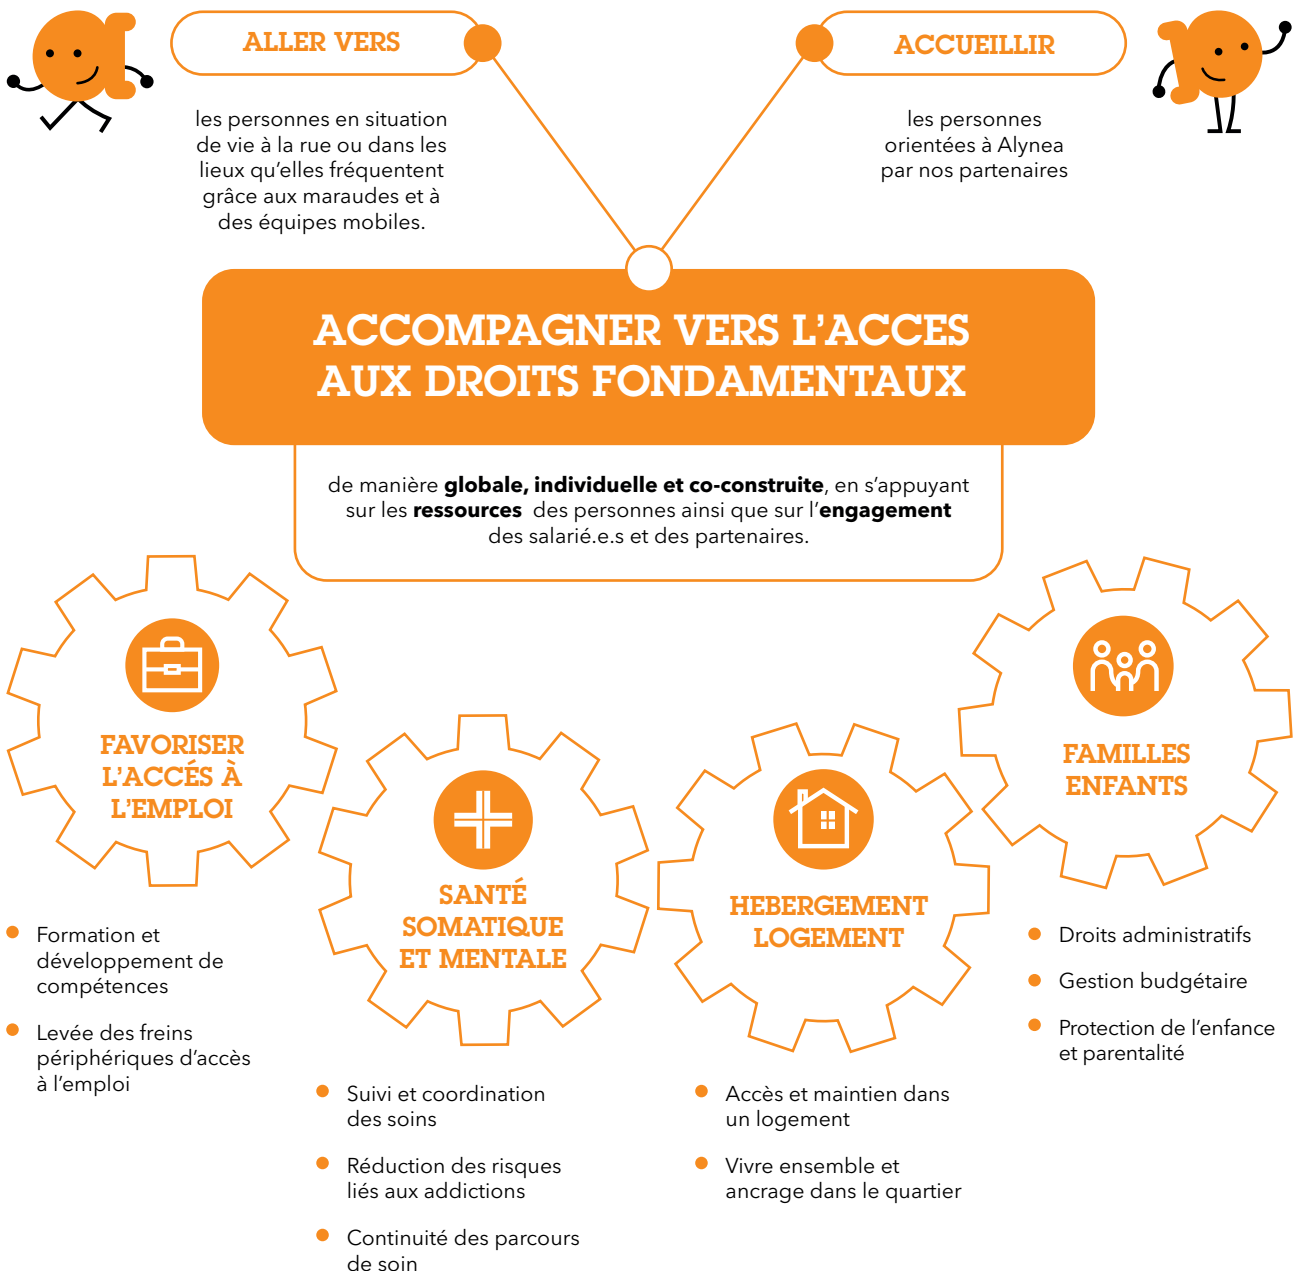 ALLER VERS
les personnes en situation
de vie à la rue ou dans les
lieux qu’elles fréquentent
grâce aux maraudes et à
des équipes mobiles.
ACCUEILLIR
les personnes
orientées à Alynea
par nos partenaires
ACCOMPAGNER VERS L’ACCES
AUX DROITS FONDAMENTAUX
de manière globale, individuelle et co-construite, en s’appuyant
sur les ressources des personnes ainsi que sur l’engagement
des salarié.e.s et des partenaires.
FAVORISER
L’ACCÉS À
L’EMPLOI
Formation et
développement de
compétences
Levée des freins
périphériques d’accès
à l’emploi
SANTÉ
SOMATIQUE
ET MENTALE
Suivi et coordination
des soins
Réduction des risques
liés aux addictions
Continuité des parcours
de soin
HEBERGEMENT
LOGEMENT
Accès et maintien dans
un logement
Vivre ensemble et
ancrage dans le quartier
FAMILLES
ENFANTS
Droits administratifs
Gestion budgétaire
Protection de l’enfance
et parentalité